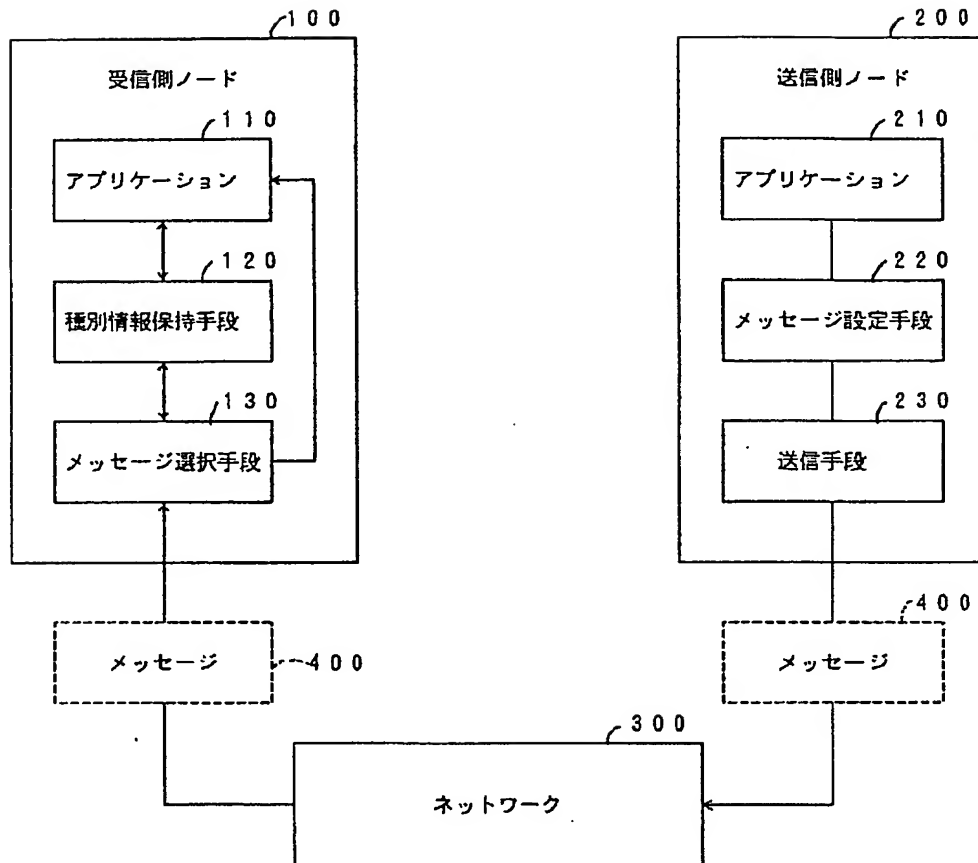 100
受信側ノード
110
アプリケーション
120
種別情報保持手段
130
メッセージ選択手段
メッセージ
400
200
送信側ノード
210
アプリケーション
220
メッセージ設定手段
230
送信手段
400
メッセージ
300
ネットワーク